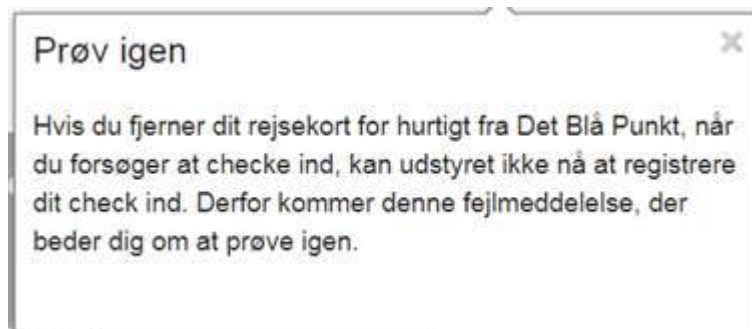 Prøv igen
Hvis du fjerner dit rejsekort for hurtigt fra Det Blå Punkt, når
du forsøger at checke ind, kan udstyret ikke nå at registrere
dit check ind. Derfor kommer denne fejlmeddelelse, der
beder dig om at prøve igen.